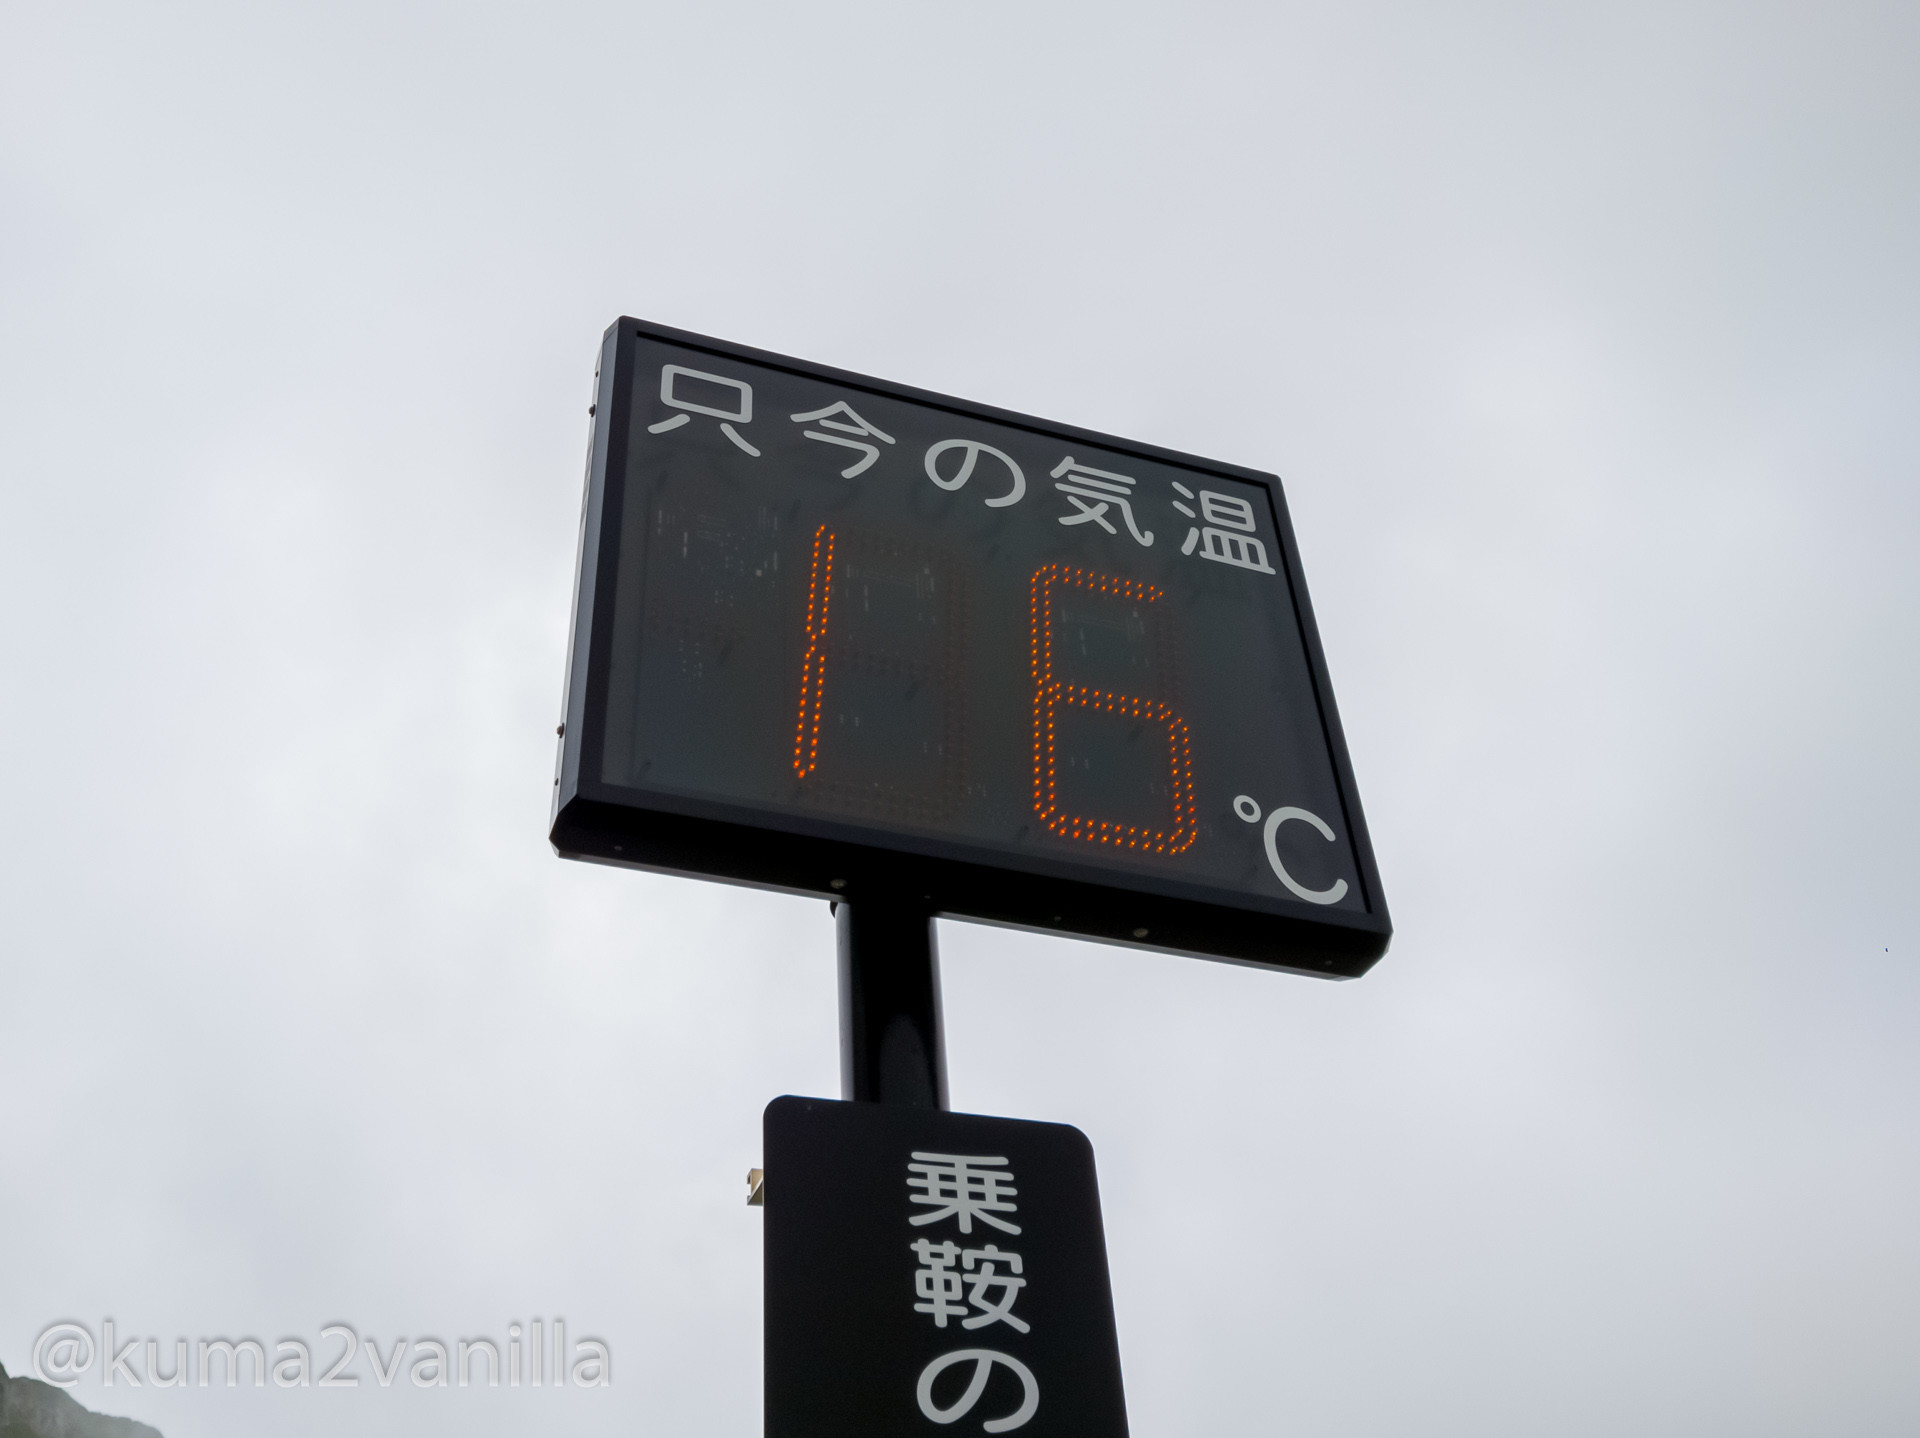 只今の気温
16
℃
乗鞍の
@kuma2vanilla